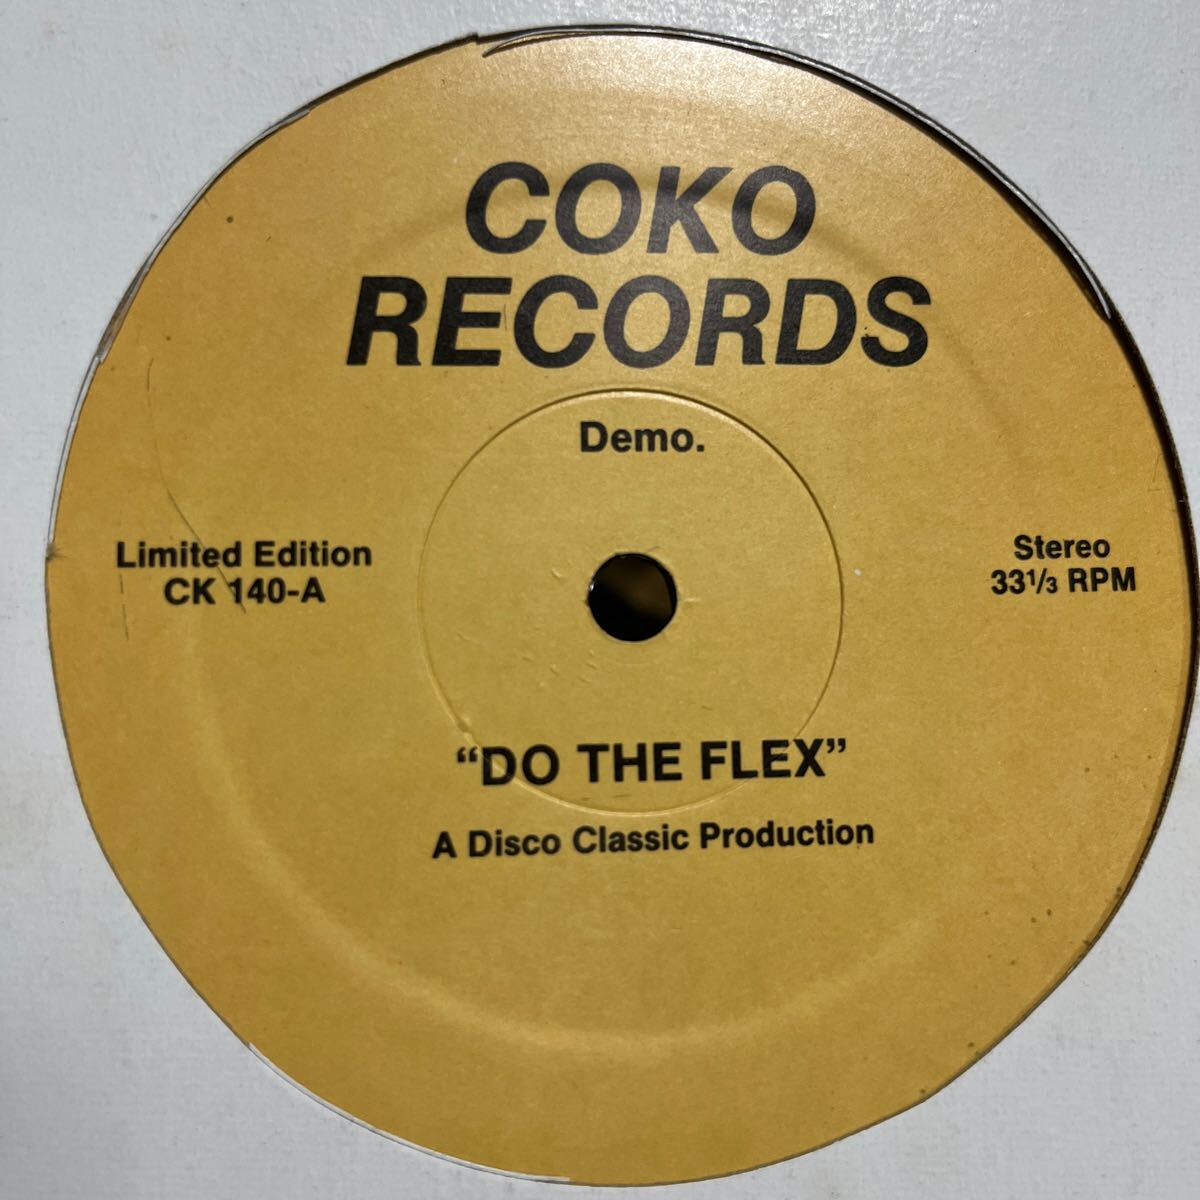 COKO
RECORDS
Demo.
Limited Edition
CK 140-A
Stereo
33⅓ RPM
“DO THE FLEX”
A Disco Classic Production